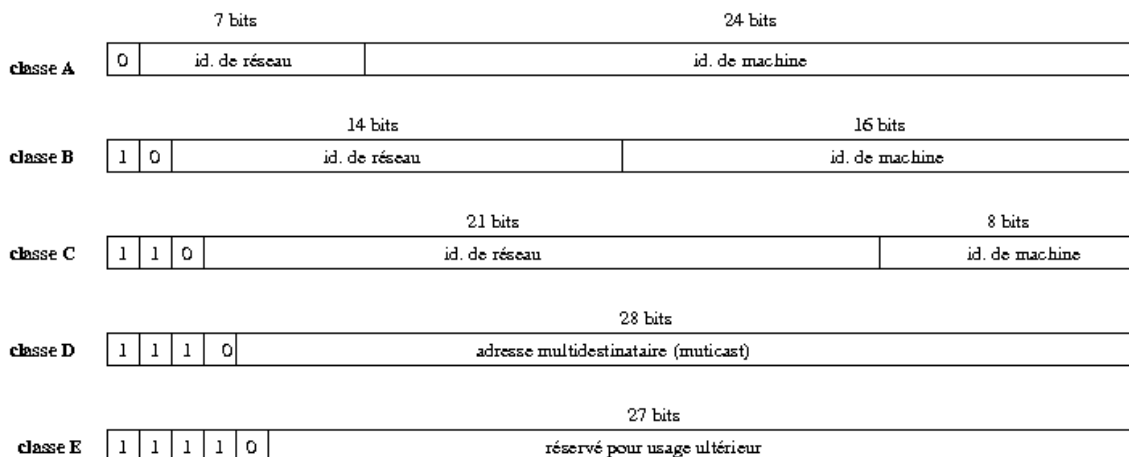 7 bits 24 bits
classe A 0 id. de réseau id. de machine
14 bits 16 bits
classe B 1 0 id. de réseau id. de machine
21 bits 8 bits
classe C 1 1 0 id. de réseau id. de machine
28 bits
classe D 1 1 1 0 adresse multidestinataire (muticast)
27 bits
classe E 1 1 1 1 0 réservé pour usage ultérieur